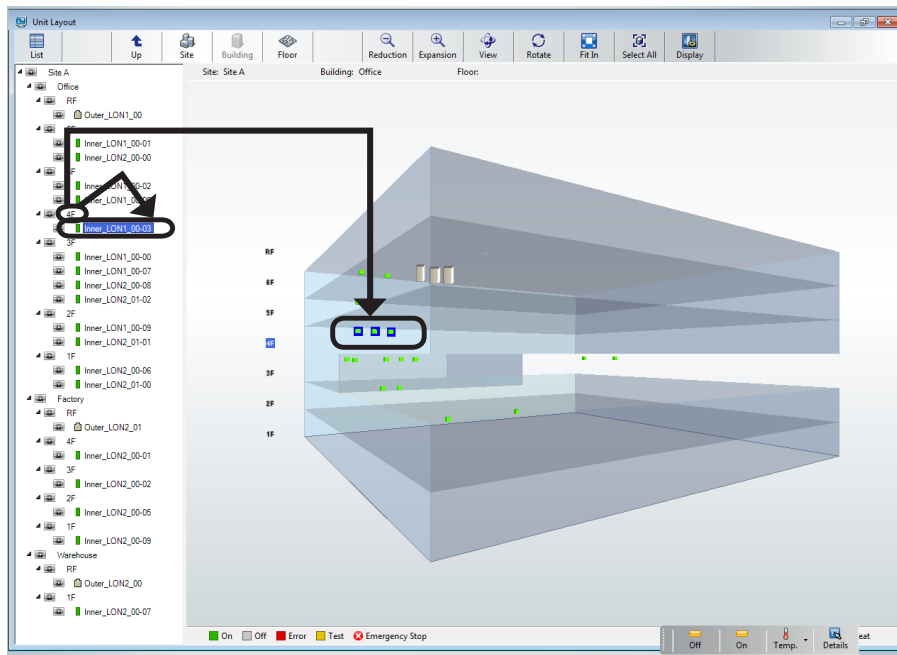 Unit Layout
List
Up
Site
Building
Floor
Reduction
Expansion
View
Rotate
Fit In
Select All
Display
Site: Site A
Building: Office
Floor:
Site A
Office
RF
Outer_LON1_00
Inner_LON1_00-01
Inner_LON2_00-00
Inner_LON1_00-02
4F
Inner_LON1_00-03
3F
Inner_LON1_00-00
Inner_LON1_00-07
Inner_LON2_00-08
Inner_LON2_01-02
2F
Inner_LON1_00-09
Inner_LON2_01-01
1F
Inner_LON2_00-06
Inner_LON2_01-00
Factory
RF
Outer_LON2_01
4F
Inner_LON2_00-01
3F
Inner_LON2_00-02
2F
Inner_LON2_00-05
1F
Inner_LON2_00-09
Warehouse
RF
Outer_LON2_00
1F
Inner_LON2_00-07
RF
6F
5F
4F
3F
2F
1F
On Off Error Test Emergency Stop
eat
Off
On
Temp.
Details